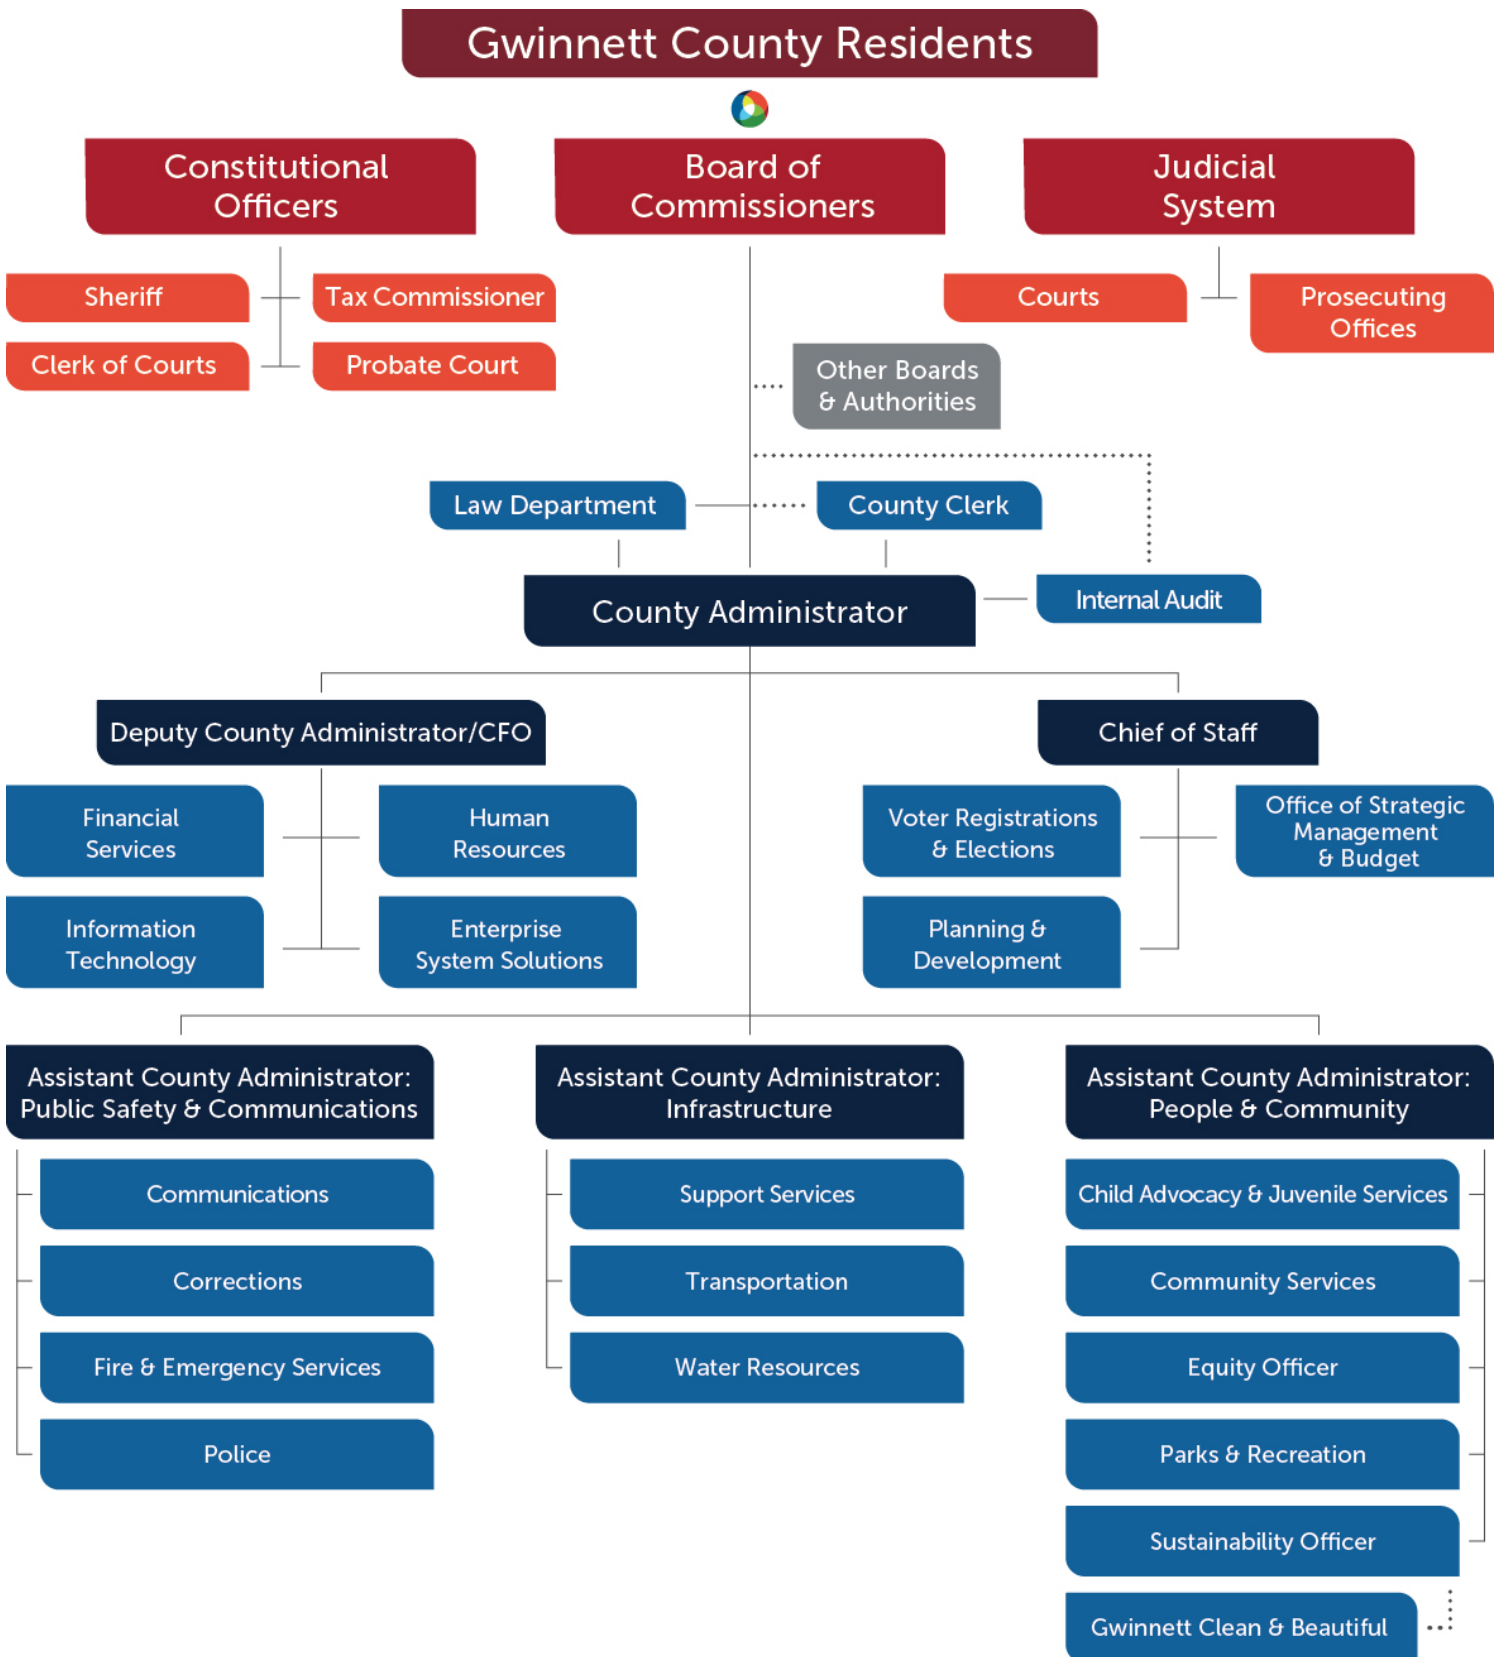 Gwinnett County Residents
Constitutional
Officers
Board of
Commissioners
Judicial
System
Sheriff
Tax Commissioner
Clerk of Courts
Probate Court
Courts
Prosecuting
Offices
Other Boards
& Authorities
Law Department
County Clerk
County Administrator
Internal Audit
Deputy County Administrator/CFO
Chief of Staff
Financial
Services
Human
Resources
Information
Technology
Enterprise
System Solutions
Voter Registrations
& Elections
Office of Strategic
Management
& Budget
Planning &
Development
Assistant County Administrator:
Public Safety & Communications
Communications
Corrections
Fire & Emergency Services
Police
Assistant County Administrator:
Infrastructure
Support Services
Transportation
Water Resources
Assistant County Administrator:
People & Community
Child Advocacy & Juvenile Services
Community Services
Equity Officer
Parks & Recreation
Sustainability Officer
Gwinnett Clean & Beautiful